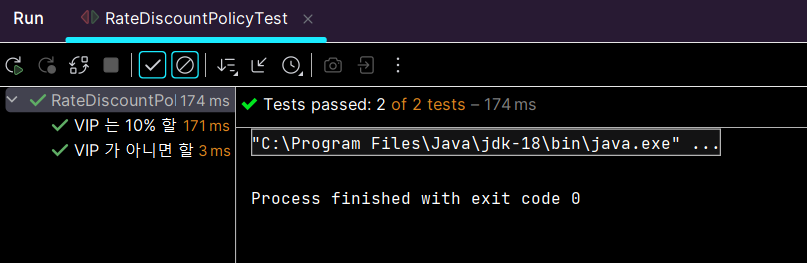 Run RateDiscountPolicyTest ×
RateDiscountPol 174 ms
VIP 는 10% 할 171 ms
VIP 가 아니면 할 3 ms
Tests passed: 2 of 2 tests – 174 ms
"C:\Program Files\Java\jdk-18\bin\java.exe" ...
Process finished with exit code 0